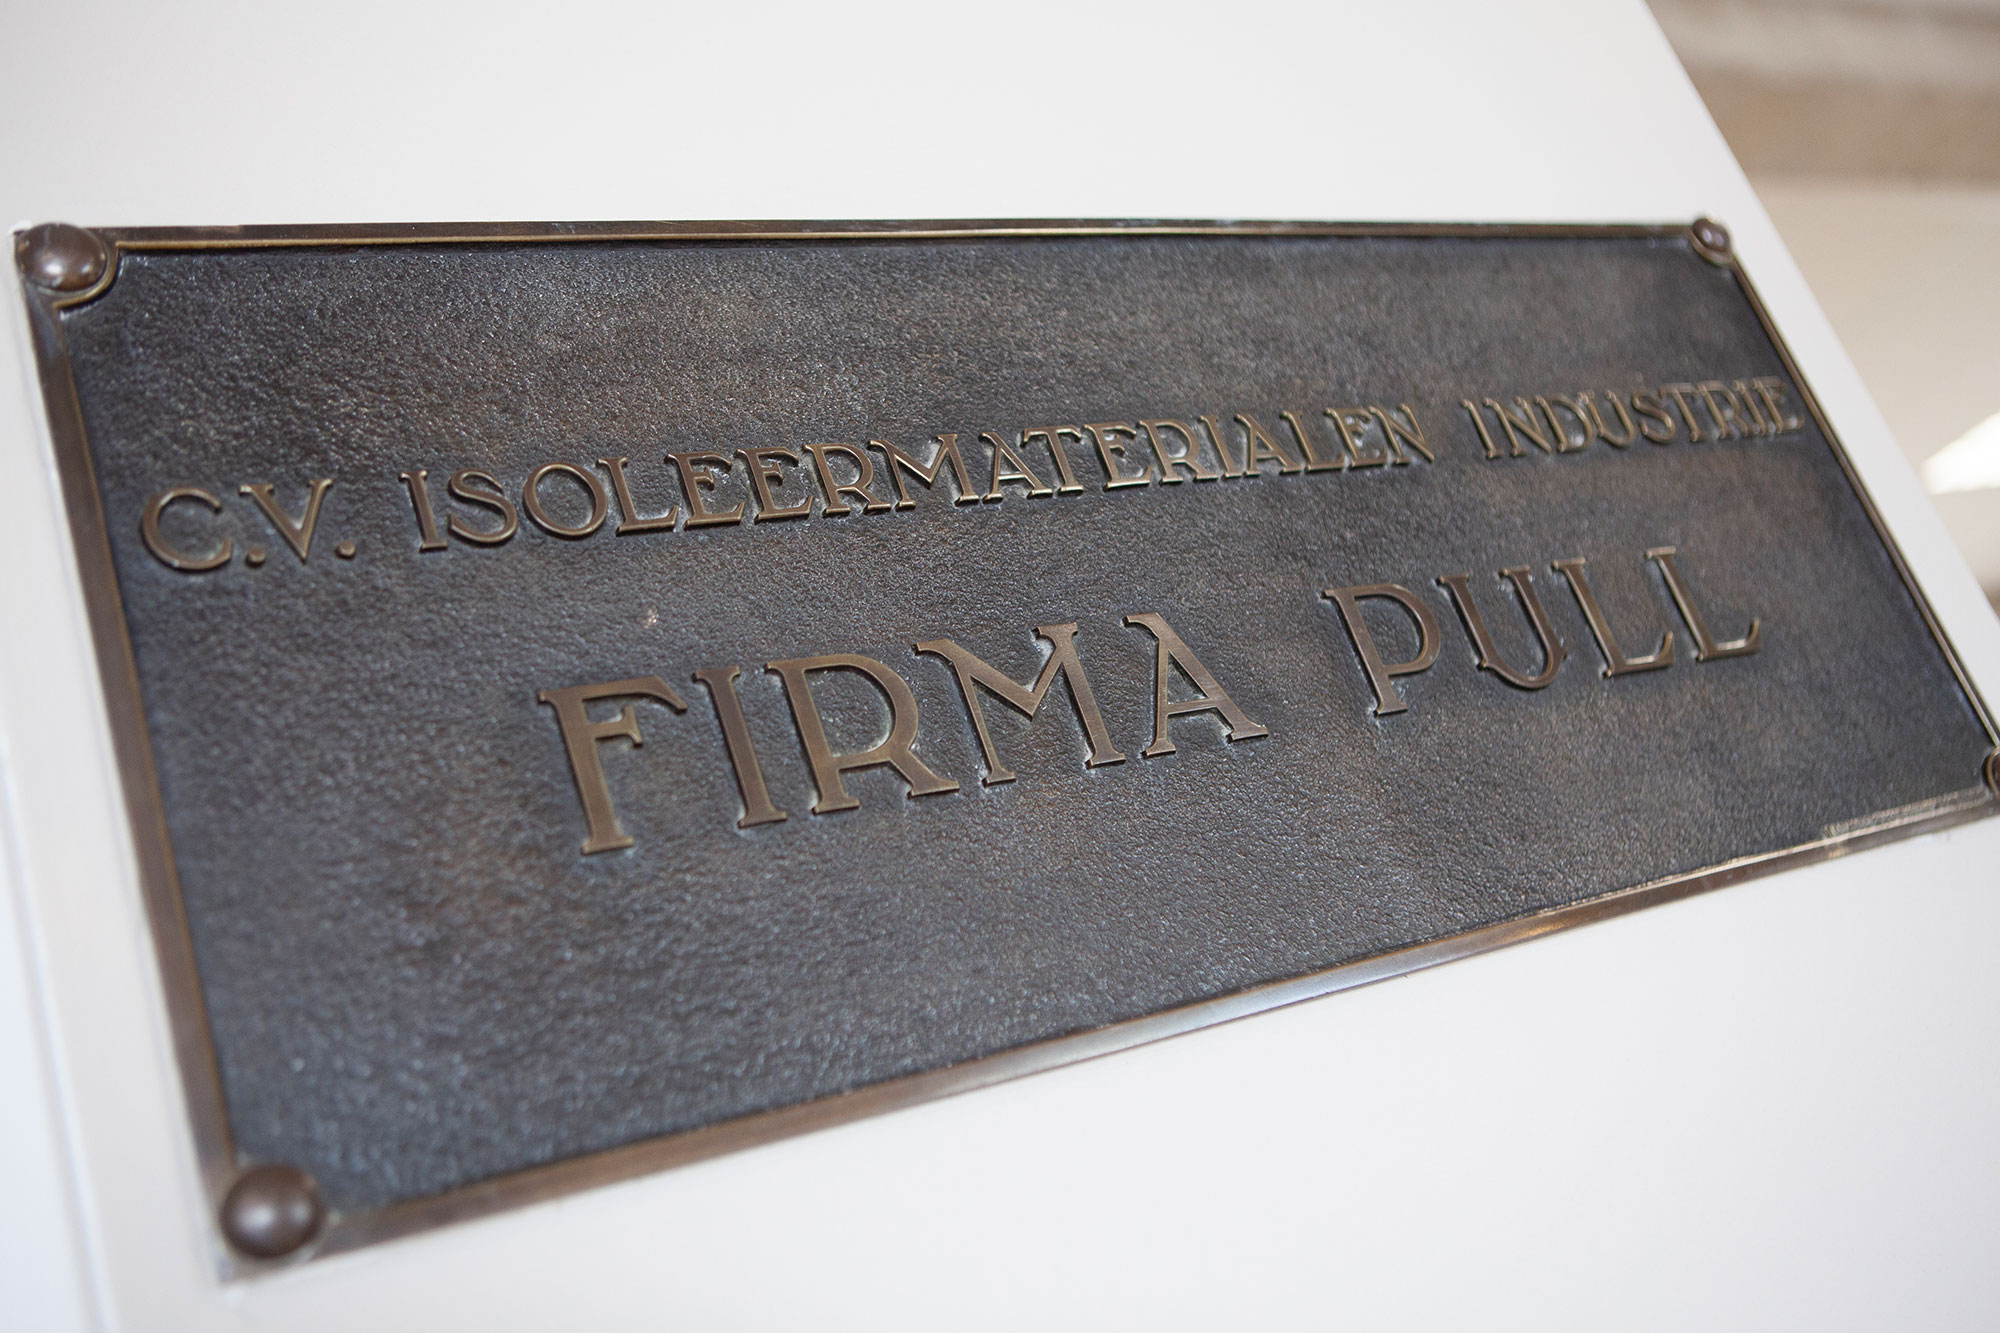 C.V. ISOLEERMATERIALEN INDUSTRIE
FIRMA PULL